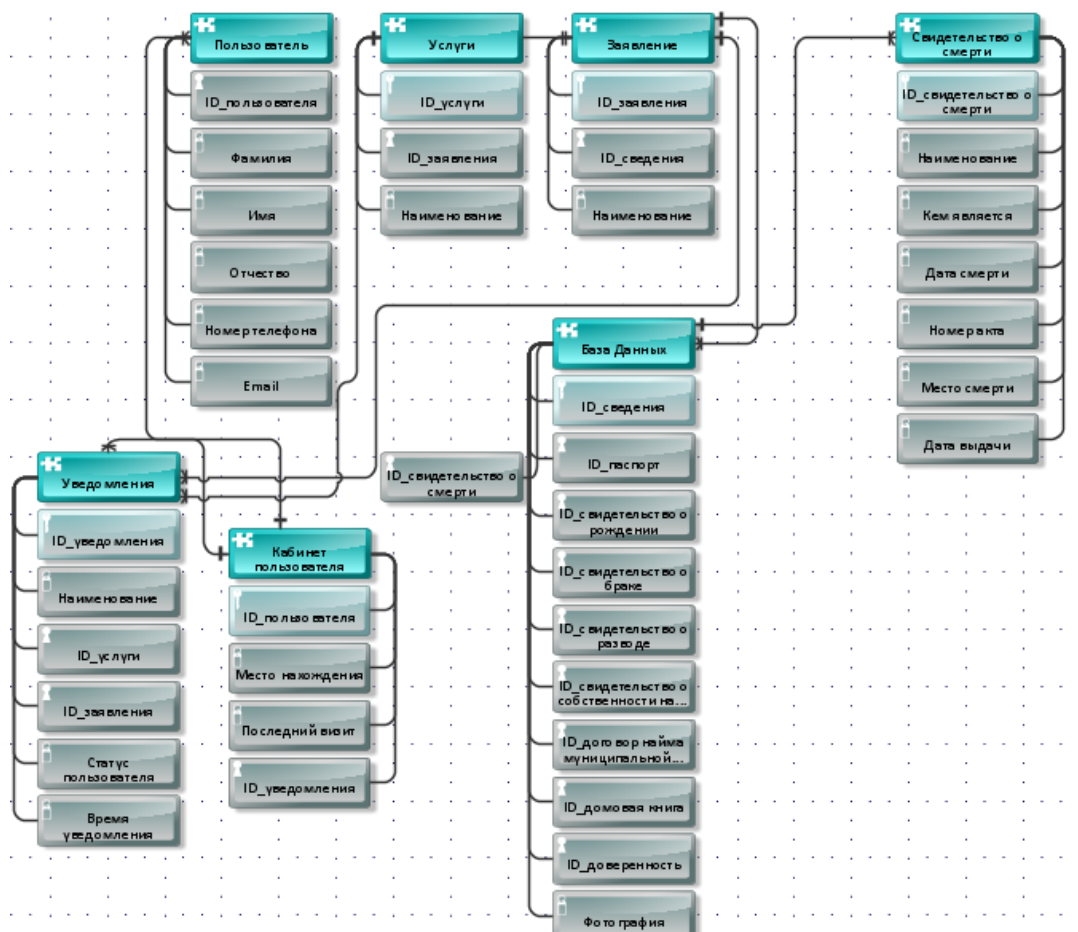 Пользователь
ID_пользователя
Фамилия
Имя
Отчество
Номер телефона
Email
Услуги
ID_услуги
ID_заявления
Наименование
Заявление
ID_заявления
ID_сведения
Наименование
Свидетельство о
смерти
ID_свидетельство о
смерти
Наименование
Кем является
Дата смерти
Номер акта
Место смерти
Дата выдачи
База Данных
ID_сведения
ID_паспорт
ID_свидетельство о
смерти
ID_свидетельство о
рождении
ID_свидетельство о
браке
ID_свидетельство о
разводе
ID_свидетельство о
собственности на...
ID_договор найма
муниципальной...
ID_домовая книга
ID_доверенность
Фотография
Уведомления
ID_уведомления
Наименование
ID_услуги
ID_заявления
Статус
пользователя
Время
уведомления
Кабинет
пользователя
ID_пользователя
Место нахождения
Последний визит
ID_уведомления